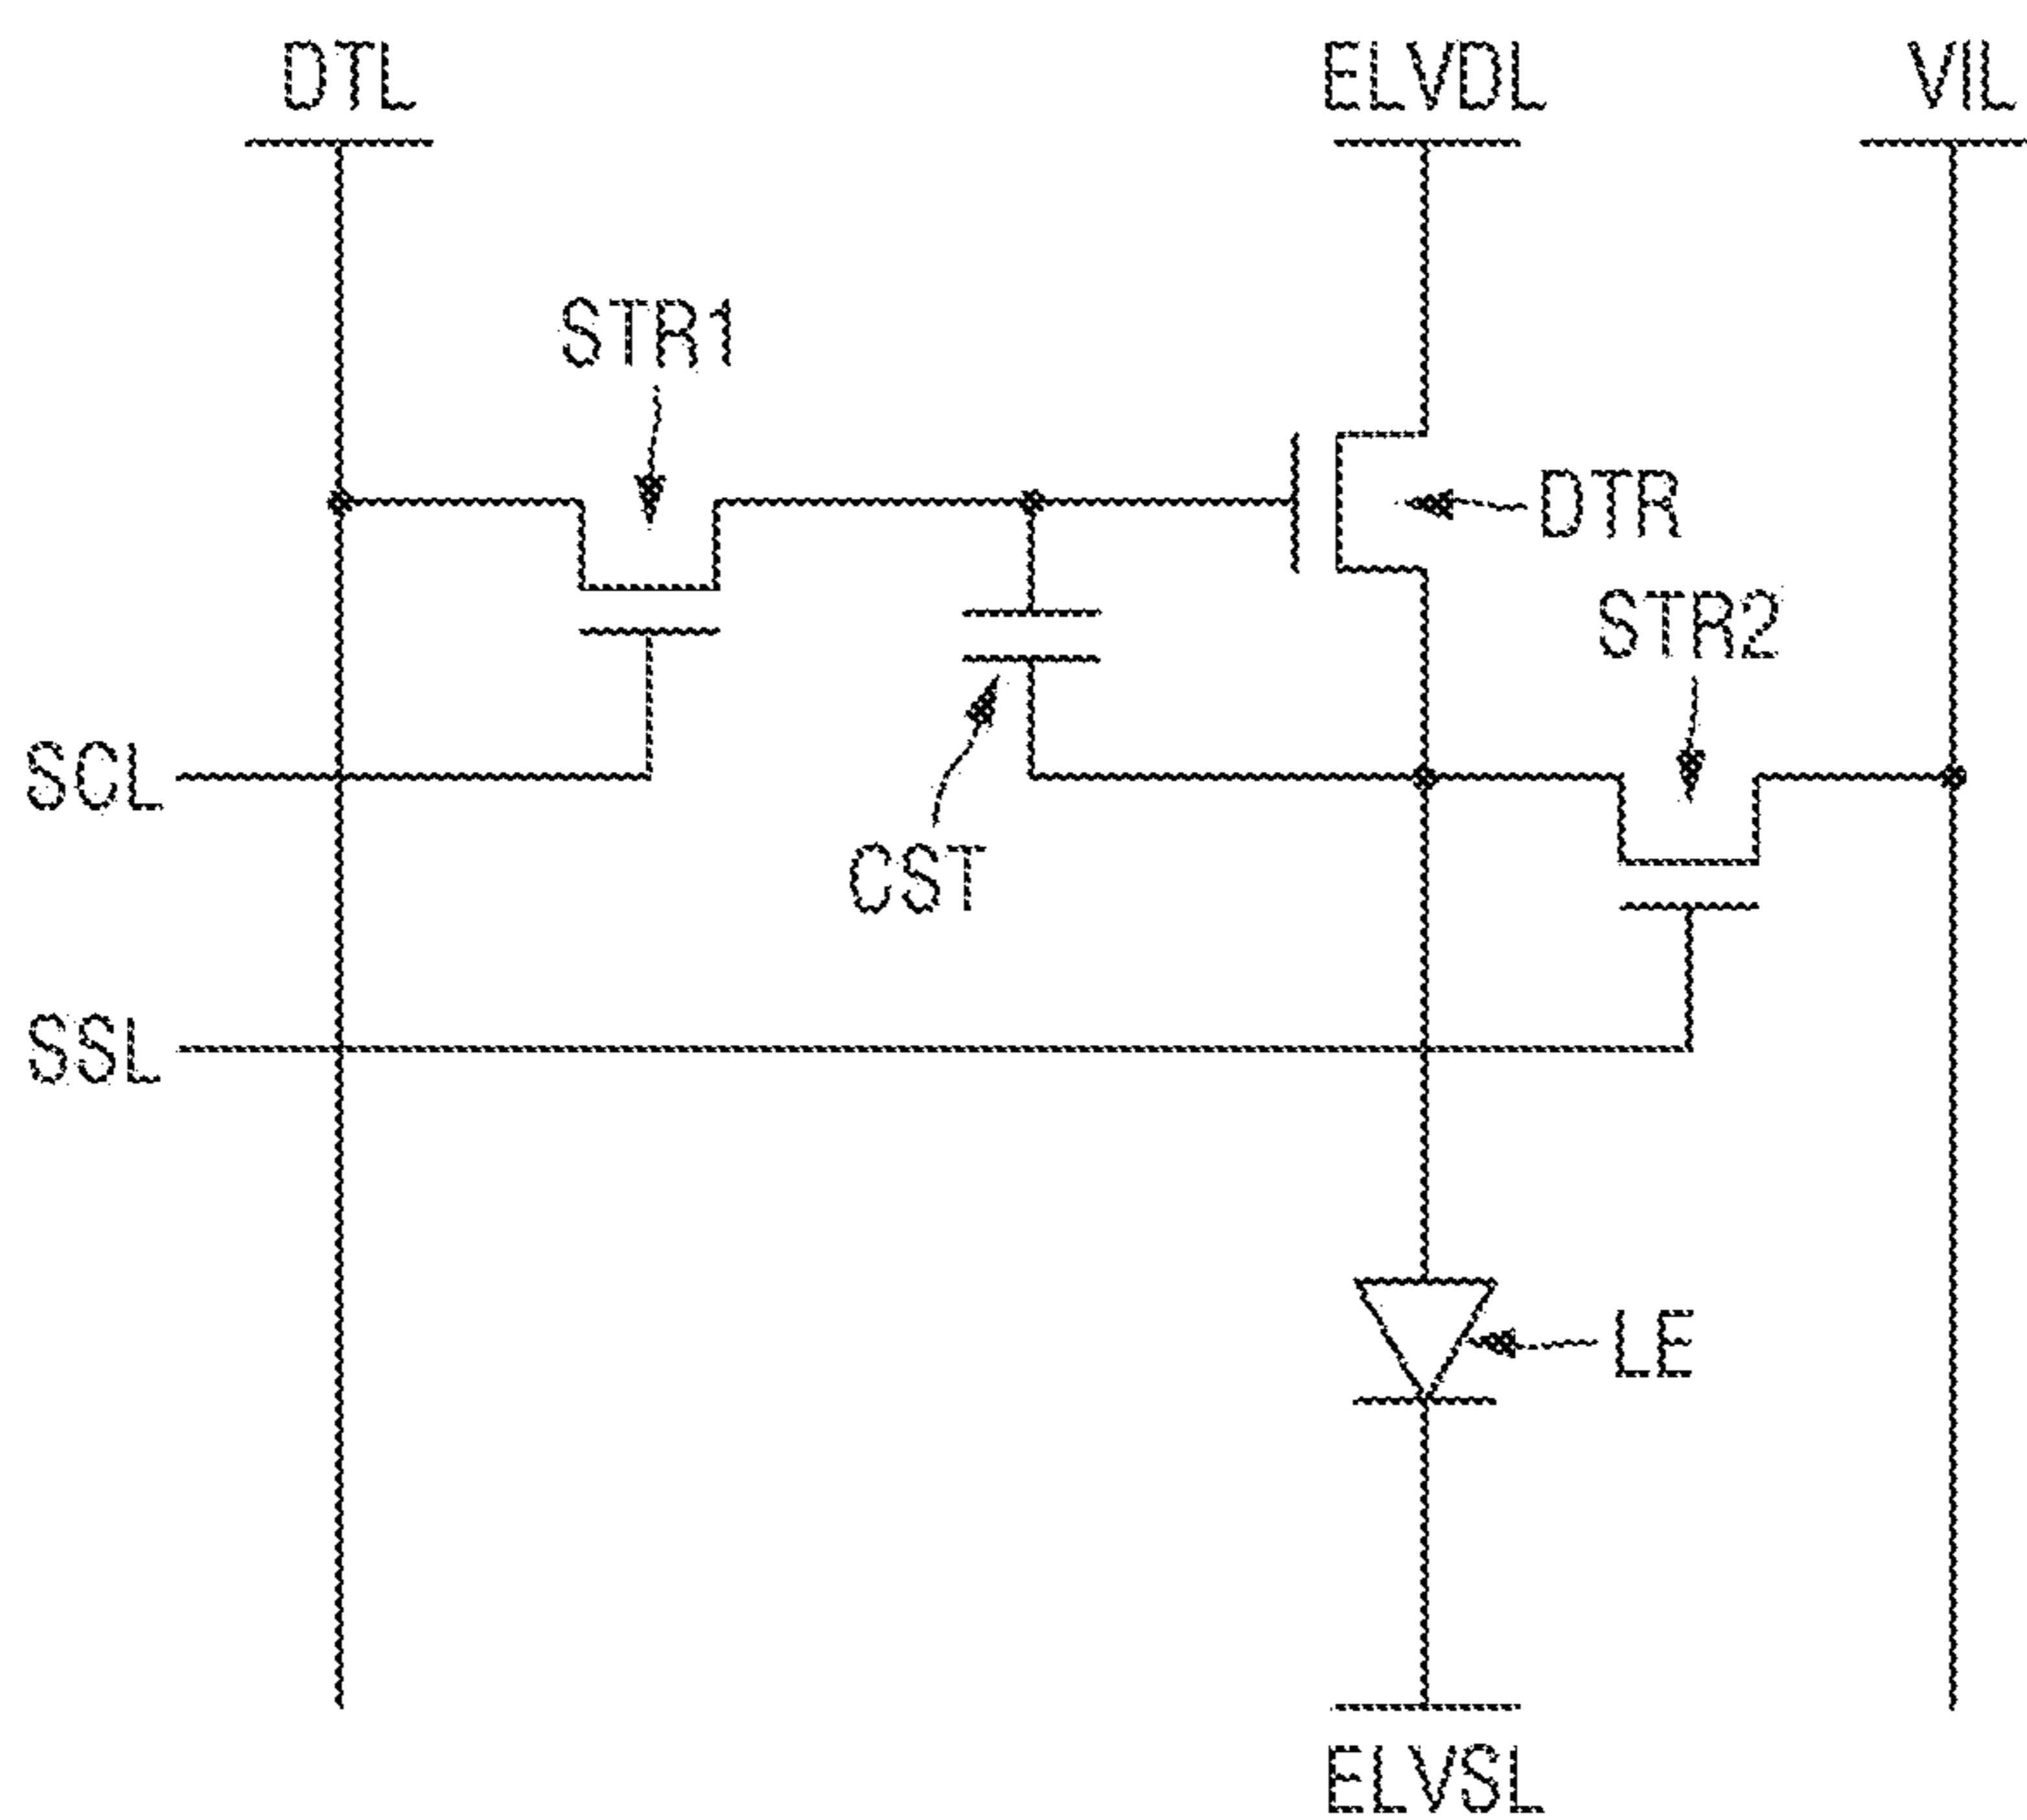 DTL
ELVDL
VIL
STR1
DTR
STR2
SCL
CST
SSL
LE
ELVSL